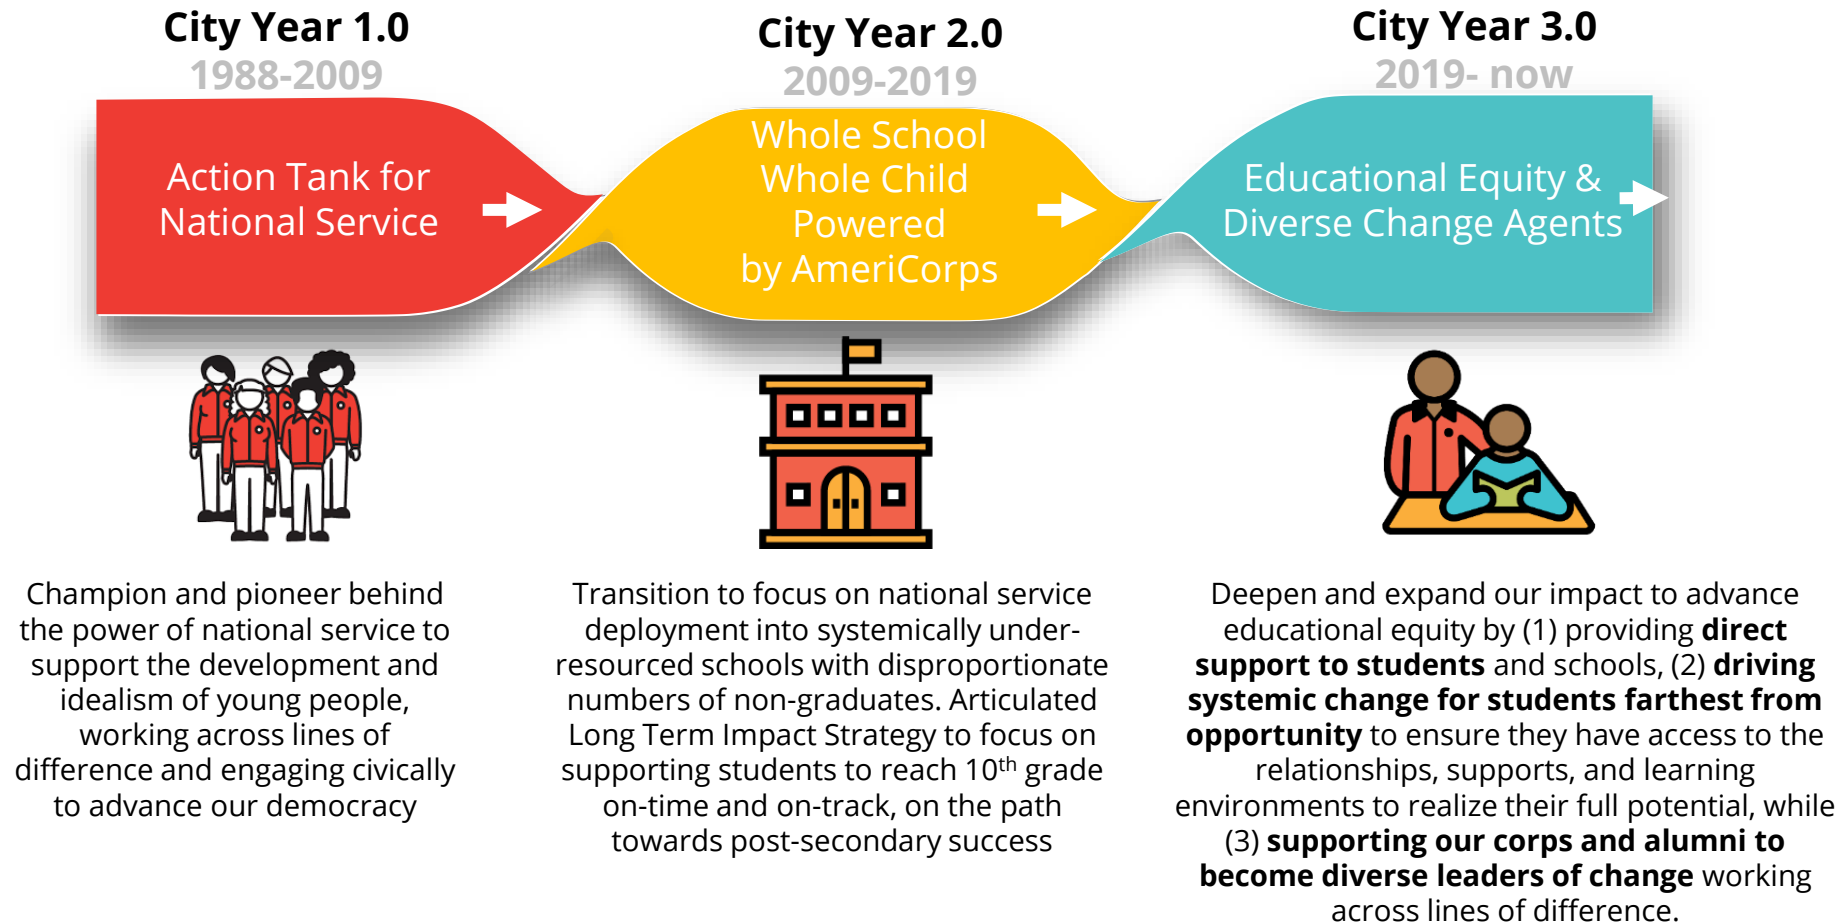 City Year 1.0
1988-2009
Action Tank for
National Service
Champion and pioneer behind
the power of national service to
support the development and
idealism of young people,
working across lines of
difference and engaging civically
to advance our democracy
City Year 2.0
2009-2019
Whole School
Whole Child
Powered
by AmeriCorps
Transition to focus on national service
deployment into systemically under-
resourced schools with disproportionate
numbers of non-graduates. Articulated
Long Term Impact Strategy to focus on
supporting students to reach 10th grade
on-time and on-track, on the path
towards post-secondary success
City Year 3.0
2019- now
Educational Equity &
Diverse Change Agents
Deepen and expand our impact to advance
educational equity by (1) providing direct
support to students and schools, (2) driving
systemic change for students farthest from
opportunity to ensure they have access to the
relationships, supports, and learning
environments to realize their full potential, while
(3) supporting our corps and alumni to
become diverse leaders of change working
across lines of difference.